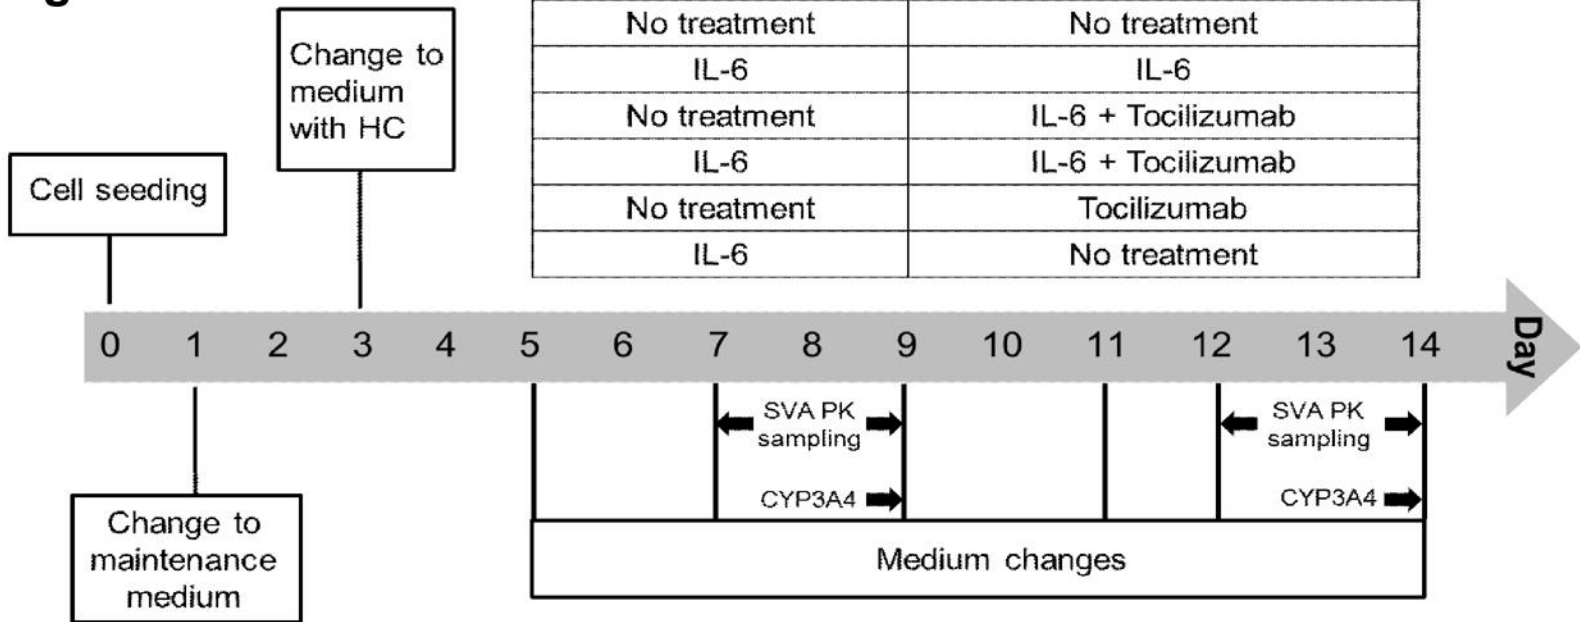 Cell seeding
Change to
medium
with HC
No treatment No treatment
IL-6 IL-6
No treatment IL-6 + Tocilizumab
IL-6 IL-6 + Tocilizumab
No treatment Tocilizumab
IL-6 No treatment
0 1 2 3 4 5 6 7 8 9 10 11 12 13 14 Day
SVA PK
sampling
SVA PK
sampling
CYP3A4 CYP3A4
Change to
maintenance
medium
Medium changes